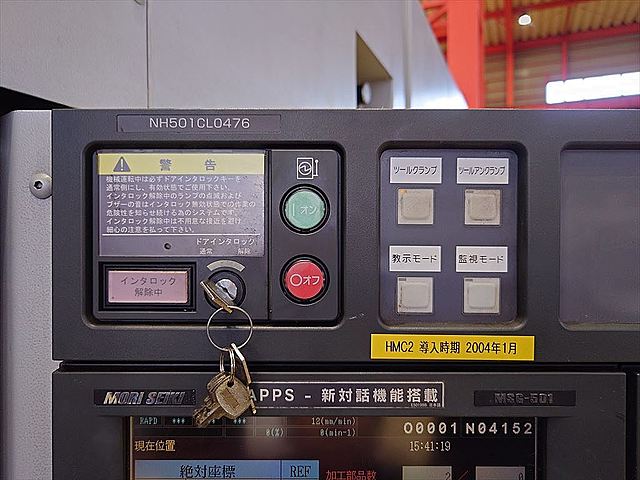 NH501CL0476
警告
機械運転中は必ずドアインタロックキーを
通常側にし、有効状態でご使用下さい。
インタロック解除中のランプの点滅および
ブザーの音はインタロック無効状態での作業の
危険性を知らせ続ける為のシステムです。
インタロック解除中は不用意な接近を避け
細心の注意を払って下さい。
ドアインタロック
通常 解除
インタロック
解除中
オン
オフ
ツールクランプ
ツールアンクランプ
教示モード
監視モード
HMC2 導入時期 2004年1月
MORI SEIKI
APPS - 新対話機能搭載
MSG-501
RAPD
12(mm/min)
0(%) 0(min-1)
O0001 N04152
現在位置
15:41:19
絶対座標 REF
加工部品数